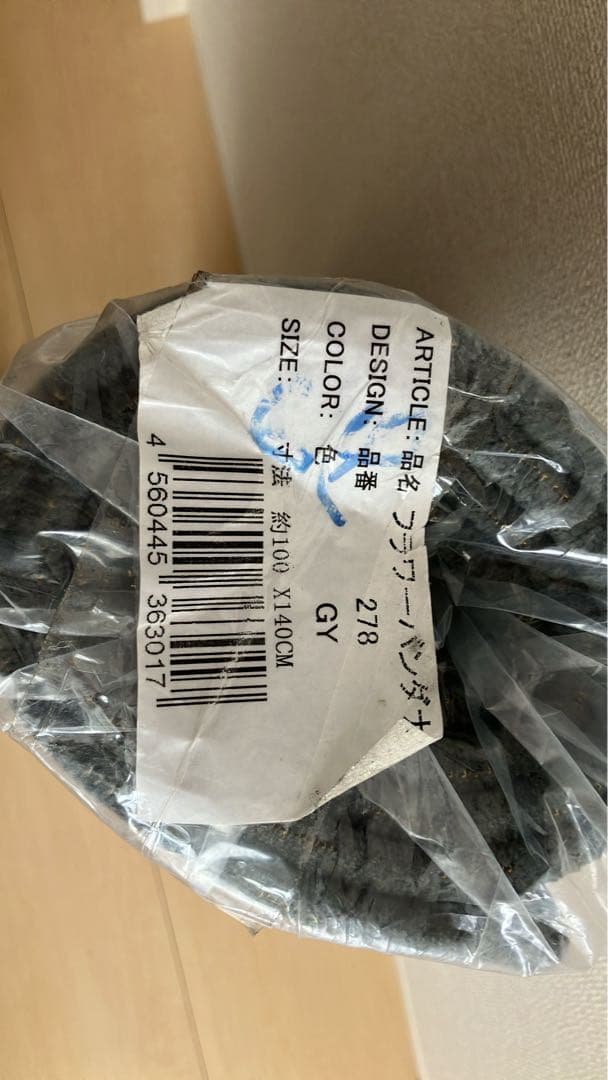 ARTICLE: 品名 フラワーバンダナ
DESIGN: 品番 278
COLOR: 色 GY
SIZE: 寸法 約100 X140CM
4 560445 363017